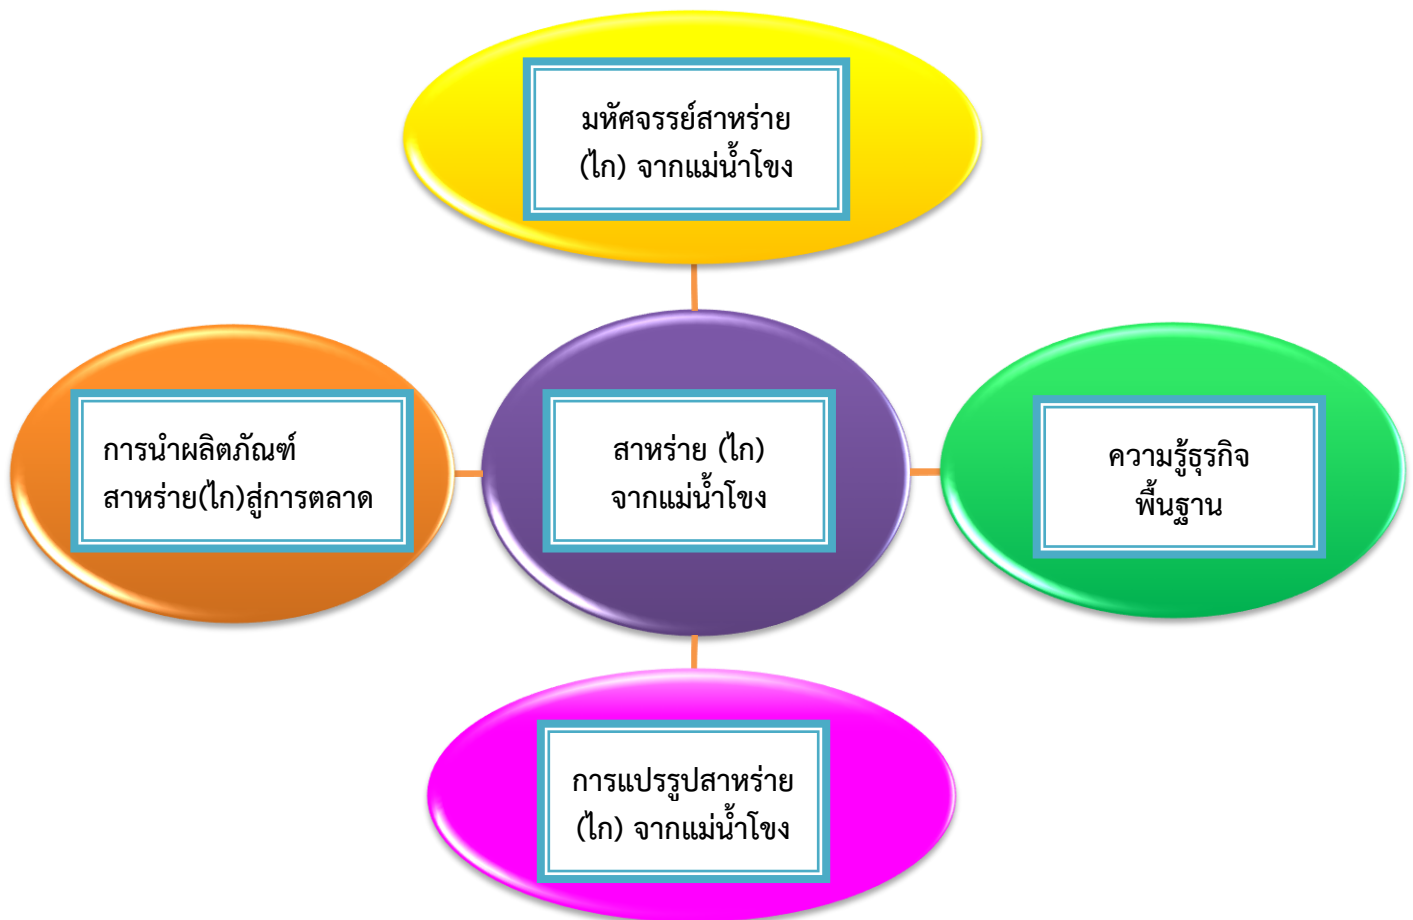 มหัศจรรย์สาหร่าย
(ไก) จากแม่น้ำโขง
การนำผลิตภัณฑ์
สาหร่าย(ไก)สู่การตลาด
สาหร่าย (ไก)
จากแม่น้ำโขง
ความรู้ธุรกิจ
พื้นฐาน
การแปรรูปสาหร่าย
(ไก) จากแม่น้ำโขง